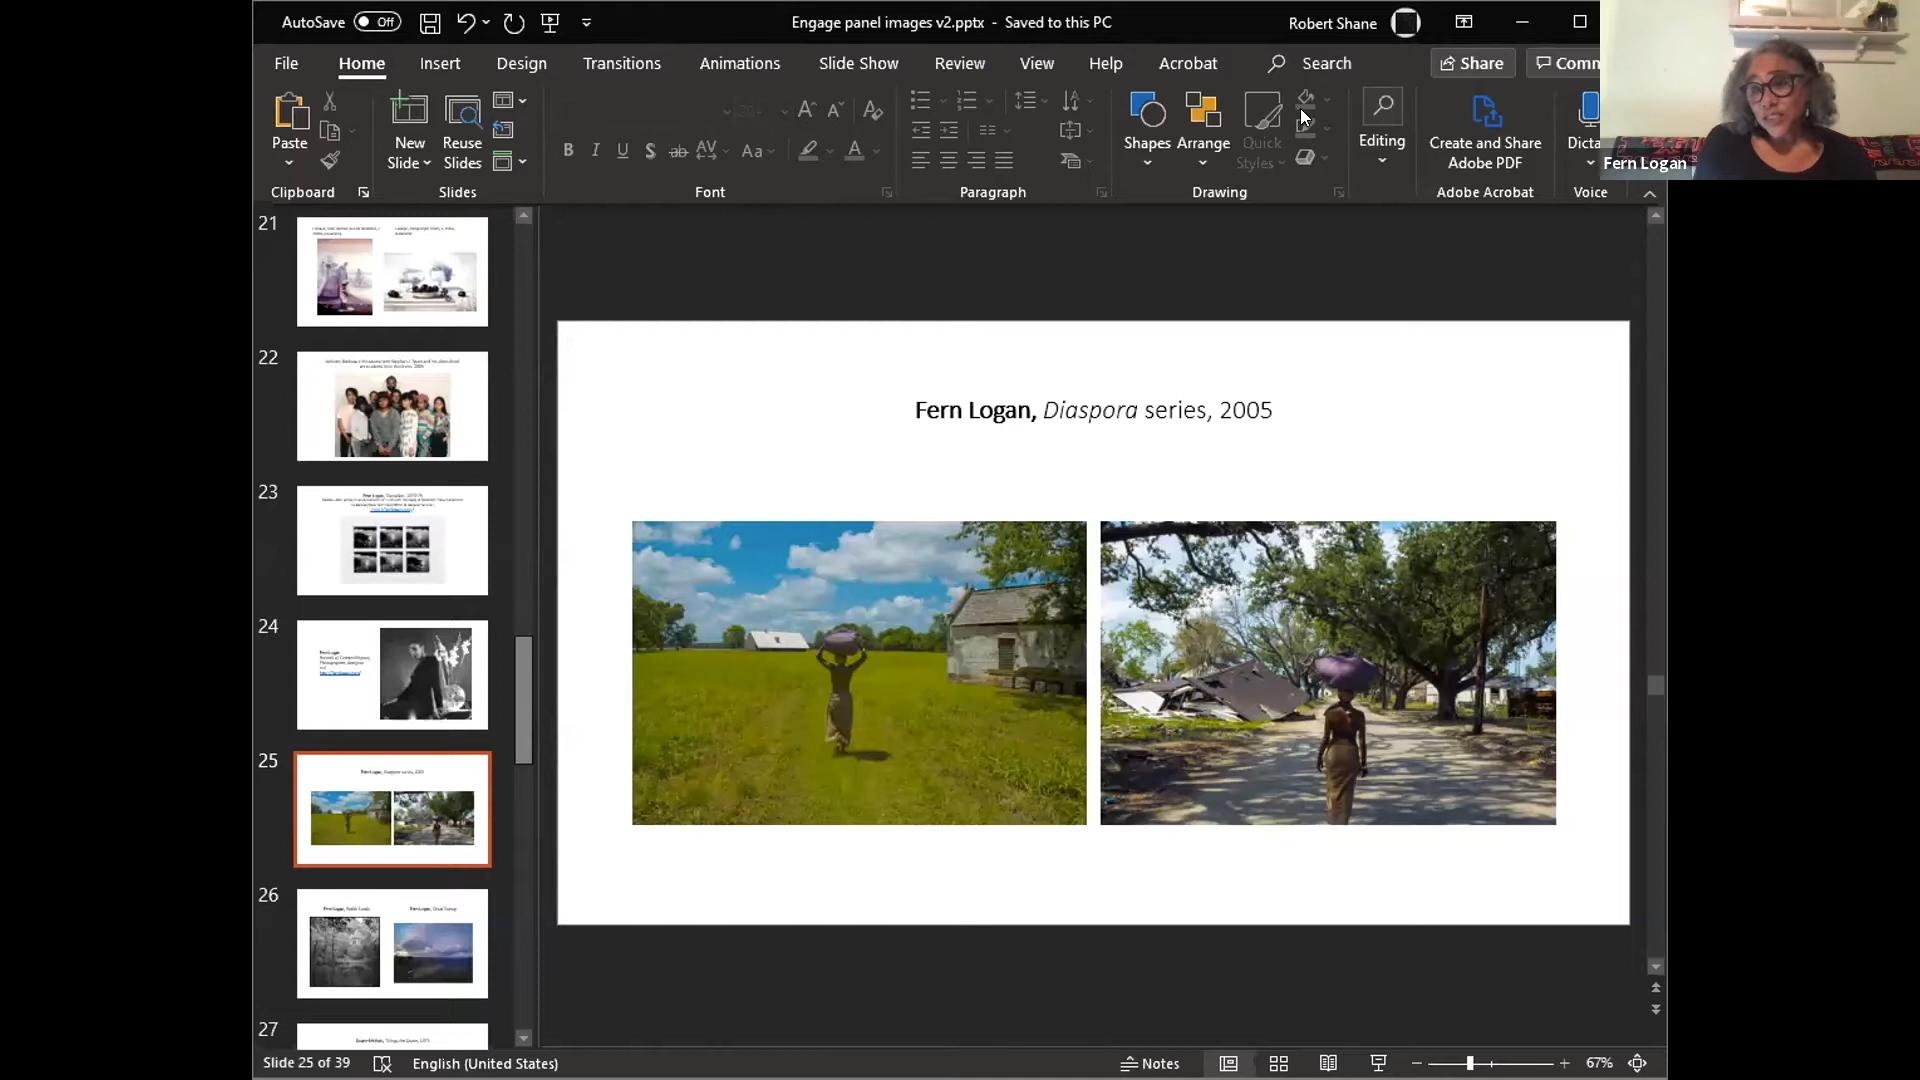 AutoSave Off Engage panel images v2.pptx - Saved to this PC Robert Shane
File Home Insert Design Transitions Animations Slide Show Review View Help Acrobat Search Share Comm
Paste New Slide Reuse Slides B I U S ab AV Aa A Shapes Arrange Quick Styles Editing Create and Share Adobe PDF Dicta
Clipboard Slides Font Paragraph Drawing Adobe Acrobat Voice
Fern Logan
21
22
23
24
25
26
27
Fern Logan, Diaspora series, 2005
Slide 25 of 39 English (United States) Notes 67%